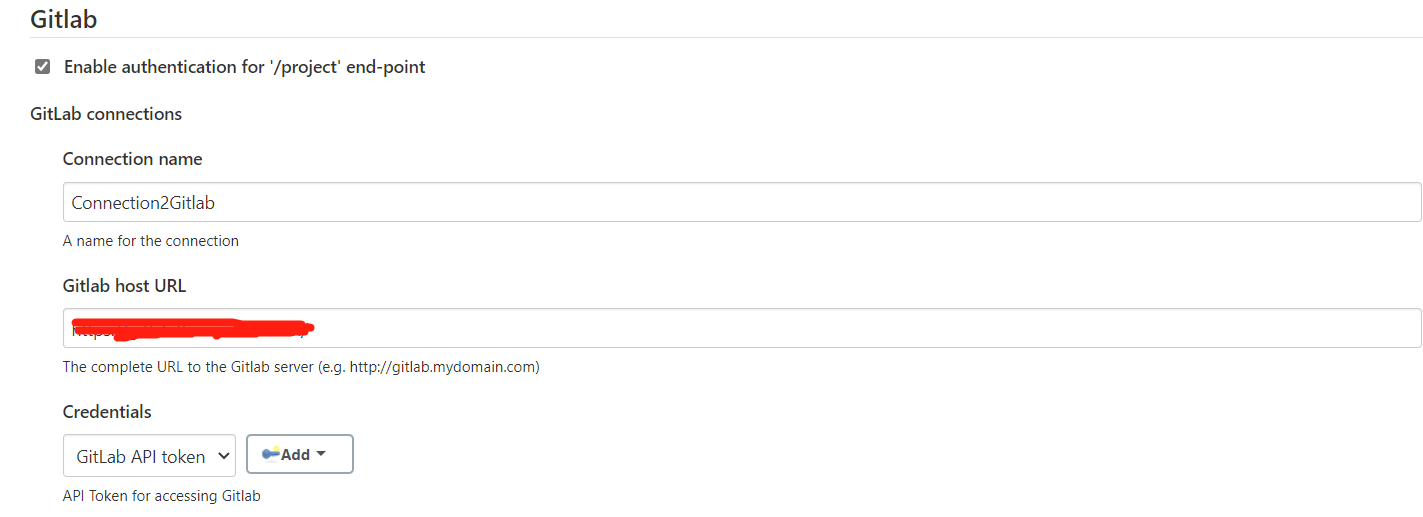 Gitlab
Enable authentication for '/project' end-point
GitLab connections
Connection name
Connection2Gitlab
A name for the connection
Gitlab host URL
The complete URL to the Gitlab server (e.g. http://gitlab.mydomain.com)
Credentials
GitLab API token Add
API Token for accessing Gitlab